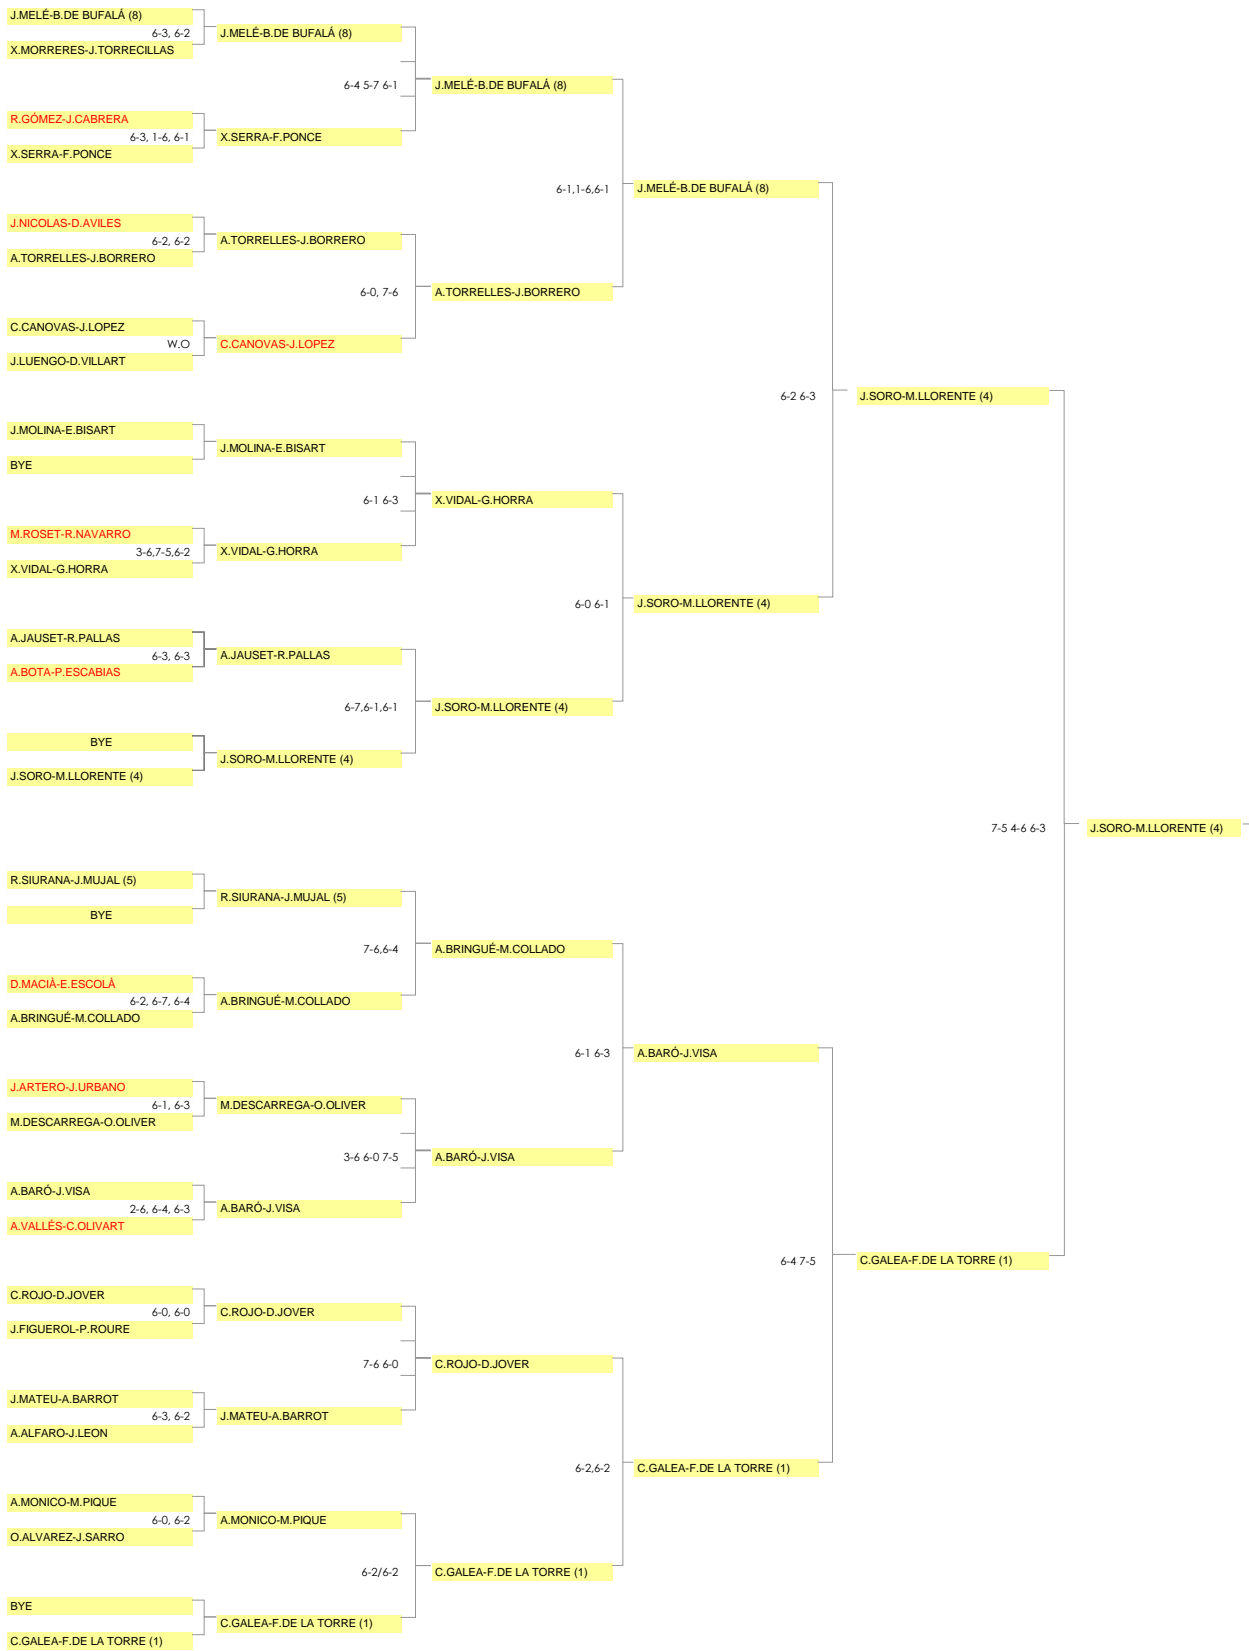 J.MELÉ-B.DE BUFALÁ (8)
6-3, 6-2
J.MELÉ-B.DE BUFALÁ (8)
X.MORRERES-J.TORRECILLAS
6-4 5-7 6-1
J.MELÉ-B.DE BUFALÁ (8)
R.GÓMEZ-J.CABRERA
6-3, 1-6, 6-1
X.SERRA-F.PONCE
X.SERRA-F.PONCE
6-1,1-6,6-1
J.MELÉ-B.DE BUFALÁ (8)
J.NICOLAS-D.AVILES
6-2, 6-2
A.TORRELLES-J.BORRERO
A.TORRELLES-J.BORRERO
6-0, 7-6
A.TORRELLES-J.BORRERO
C.CANOVAS-J.LOPEZ
W.O
C.CANOVAS-J.LOPEZ
J.LUENGO-D.VILLART
6-2 6-3
J.SORO-M.LLORENTE (4)
J.MOLINA-E.BISART
J.MOLINA-E.BISART
BYE
6-1 6-3
X.VIDAL-G.HORRA
M.ROSET-R.NAVARRO
3-6,7-5,6-2
X.VIDAL-G.HORRA
X.VIDAL-G.HORRA
6-0 6-1
J.SORO-M.LLORENTE (4)
A.JAUSET-R.PALLAS
6-3, 6-3
A.JAUSET-R.PALLAS
A.BOTA-P.ESCABIAS
6-7,6-1,6-1
J.SORO-M.LLORENTE (4)
BYE
J.SORO-M.LLORENTE (4)
J.SORO-M.LLORENTE (4)
7-5 4-6 6-3
J.SORO-M.LLORENTE (4)
R.SIURANA-J.MUJAL (5)
R.SIURANA-J.MUJAL (5)
BYE
7-6,6-4
A.BRINGUÉ-M.COLLADO
D.MACIÀ-E.ESCOLÀ
6-2, 6-7, 6-4
A.BRINGUÉ-M.COLLADO
A.BRINGUÉ-M.COLLADO
6-1 6-3
A.BARÓ-J.VISA
J.ARTERO-J.URBANO
6-1, 6-3
M.DESCARREGA-O.OLIVER
M.DESCARREGA-O.OLIVER
3-6 6-0 7-5
A.BARÓ-J.VISA
A.BARÓ-J.VISA
2-6, 6-4, 6-3
A.BARÓ-J.VISA
A.VALLÉS-C.OLIVART
6-4 7-5
C.GALEA-F.DE LA TORRE (1)
C.ROJO-D.JOVER
6-0, 6-0
C.ROJO-D.JOVER
J.FIGUEROL-P.ROURE
7-6 6-0
C.ROJO-D.JOVER
J.MATEU-A.BARROT
6-3, 6-2
J.MATEU-A.BARROT
A.ALFARO-J.LEON
6-2,6-2
C.GALEA-F.DE LA TORRE (1)
A.MONICO-M.PIQUE
6-0, 6-2
A.MONICO-M.PIQUE
O.ALVAREZ-J.SARRO
6-2/6-2
C.GALEA-F.DE LA TORRE (1)
BYE
C.GALEA-F.DE LA TORRE (1)
C.GALEA-F.DE LA TORRE (1)